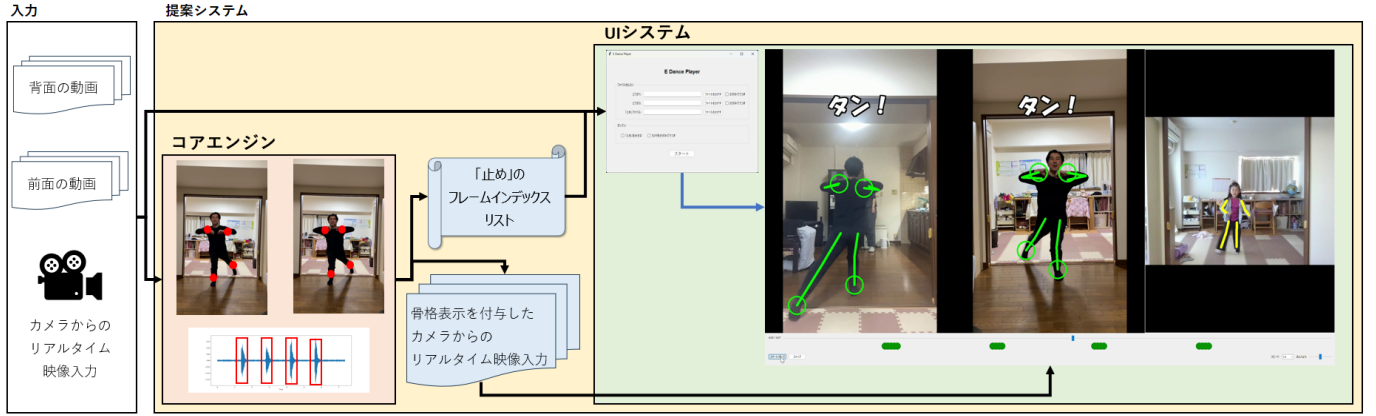 入力
提案システム
UIシステム
背面の動画
前面の動画
カメラからの
リアルタイム
映像入力
コアエンジン
「止め」の
フレームインデックス
リスト
骨格表示を付与した
カメラからの
リアルタイム映像入力
E Dance Player
E Dance Player
スタート
タン!
タン!